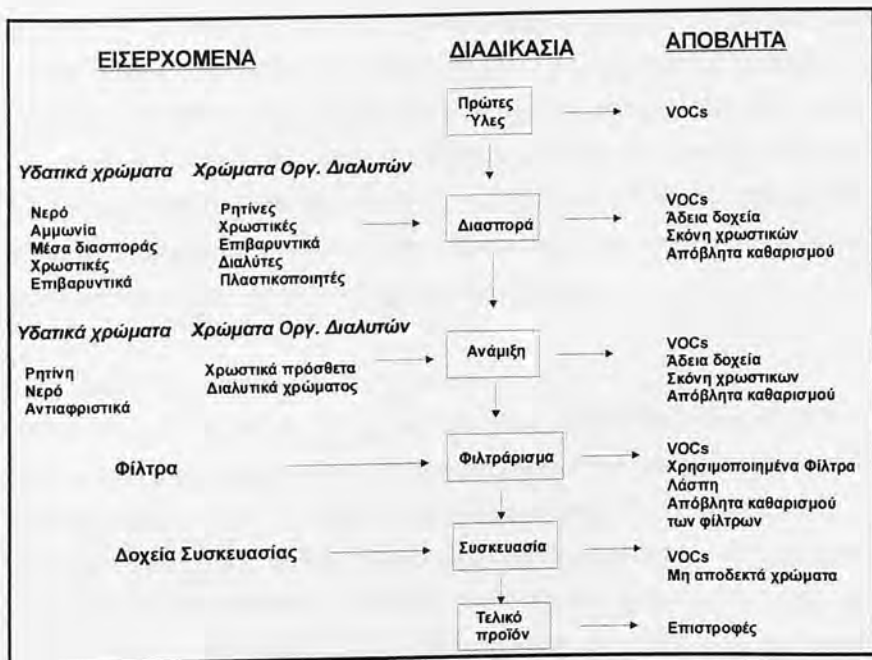 ΕΙΣΕΡΧΟΜΕΝΑ
ΔΙΑΔΙΚΑΣΙΑ
ΑΠΟΒΛΗΤΑ
Πρώτες
Ύλες
VOCs
Υδατικά χρώματα
Χρώματα Οργ. Διαλυτών
Νερό
Αμμωνία
Μέσα διασποράς
Χρωστικές
Επιβαρυντικά
Ρητίνες
Χρωστικές
Επιβαρυντικά
Διαλύτες
Πλαστικοποιητές
Διασπορά
VOCs
Άδεια δοχεία
Σκόνη χρωστικών
Απόβλητα καθαρισμού
Υδατικά χρώματα
Χρώματα Οργ. Διαλυτών
Ρητίνη
Νερό
Αντιαφριστικά
Χρωστικά πρόσθετα
Διαλυτικά χρώματος
Ανάμιξη
VOCs
Άδεια δοχεία
Σκόνη χρωστικων
Απόβλητα καθαρισμού
Φίλτρα
Φιλτράρισμα
VOCs
Χρησιμοποιημένα Φίλτρα
Λάσπη
Απόβλητα καθαρισμού
των φίλτρων
Δοχεία Συσκευασίας
Συσκευασία
VOCs
Μη αποδεκτά χρώματα
Τελικό
προϊόν
Επιστροφές